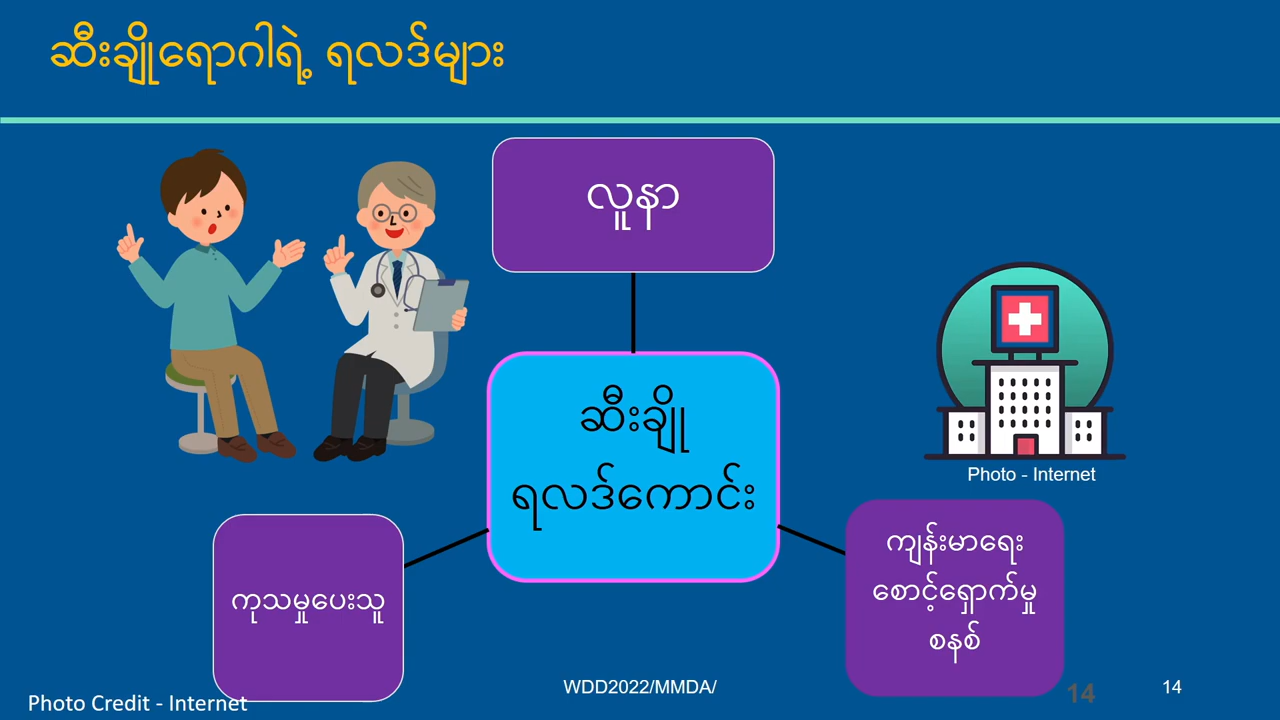 ဆီးချိုရောဂါရဲ့ ရလဒ်များ
လူနာ
ဆီးချို
ရလဒ်ကောင်း
Photo - Internet
ကုသမှုပေးသူ
ကျန်းမာရေး
စောင့်ရှောက်မှု
စနစ်
WDD2022/MMDA/
14
14
Photo Credit - Internet